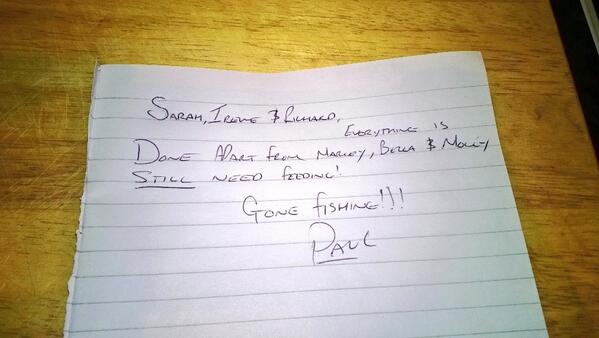 Sarah, Irene & Richard,
Everything is
Done Apart from Marley, Bella & Molly
Still need feeding!
Gone fishing!!!
Paul